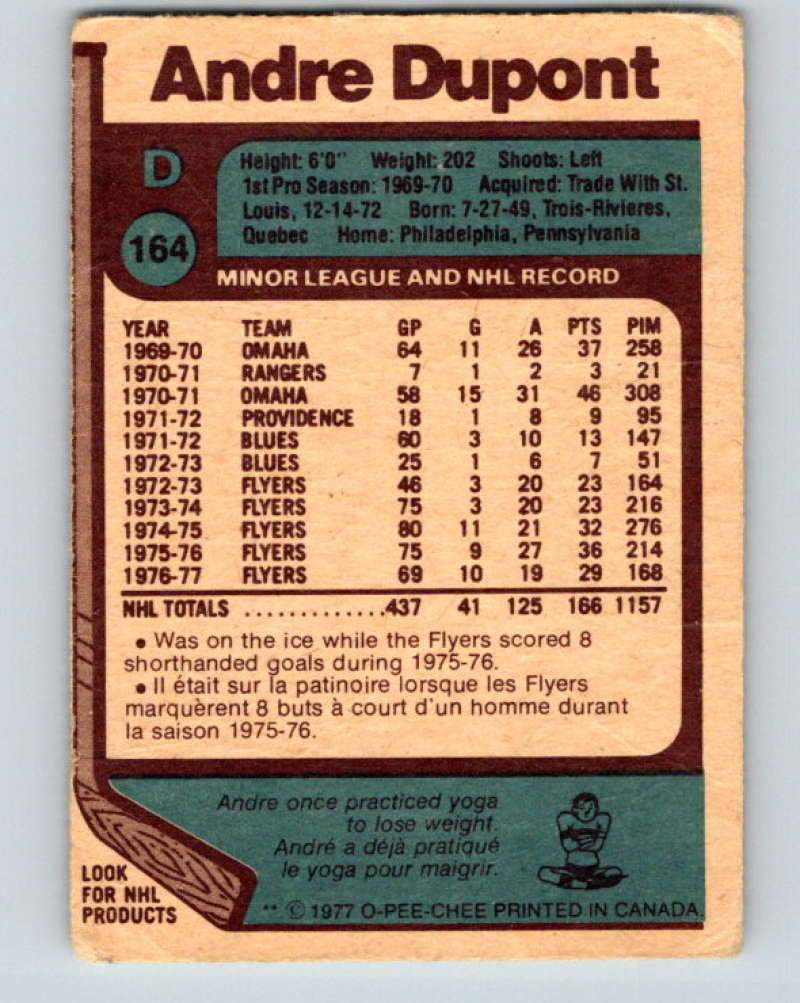 Andre Dupont
D
164
Height: 6'0" Weight: 202 Shoots: Left
1st Pro Season: 1969-70 Acquired: Trade With St.
Louis, 12-14-72 Born: 7-27-49, Trois-Rivieres,
Quebec Home: Philadelphia, Pennsylvania
MINOR LEAGUE AND NHL RECORD
YEAR TEAM GP G A PTS PIM
1969-70 OMAHA 64 11 26 37 258
1970-71 RANGERS 7 1 2 3 21
1970-71 OMAHA 58 15 31 46 308
1971-72 PROVIDENCE 18 1 8 9 95
1971-72 BLUES 60 3 10 13 147
1972-73 BLUES 25 1 6 7 51
1972-73 FLYERS 46 3 20 23 164
1973-74 FLYERS 75 3 20 23 216
1974-75 FLYERS 80 11 21 32 276
1975-76 FLYERS 75 9 27 36 214
1976-77 FLYERS 69 10 19 29 168
NHL TOTALS .............437 41 125 166 1157
• Was on the ice while the Flyers scored 8
shorthanded goals during 1975-76.
• Il était sur la patinoire lorsque les Flyers
marquèrent 8 buts à court d'un homme durant
la saison 1975-76.
Andre once practiced yoga
to lose weight.
André a déjà pratiqué
le yoga pour maigrir.
LOOK
FOR NHL
PRODUCTS
** © 1977 O-PEE-CHEE PRINTED IN CANADA.